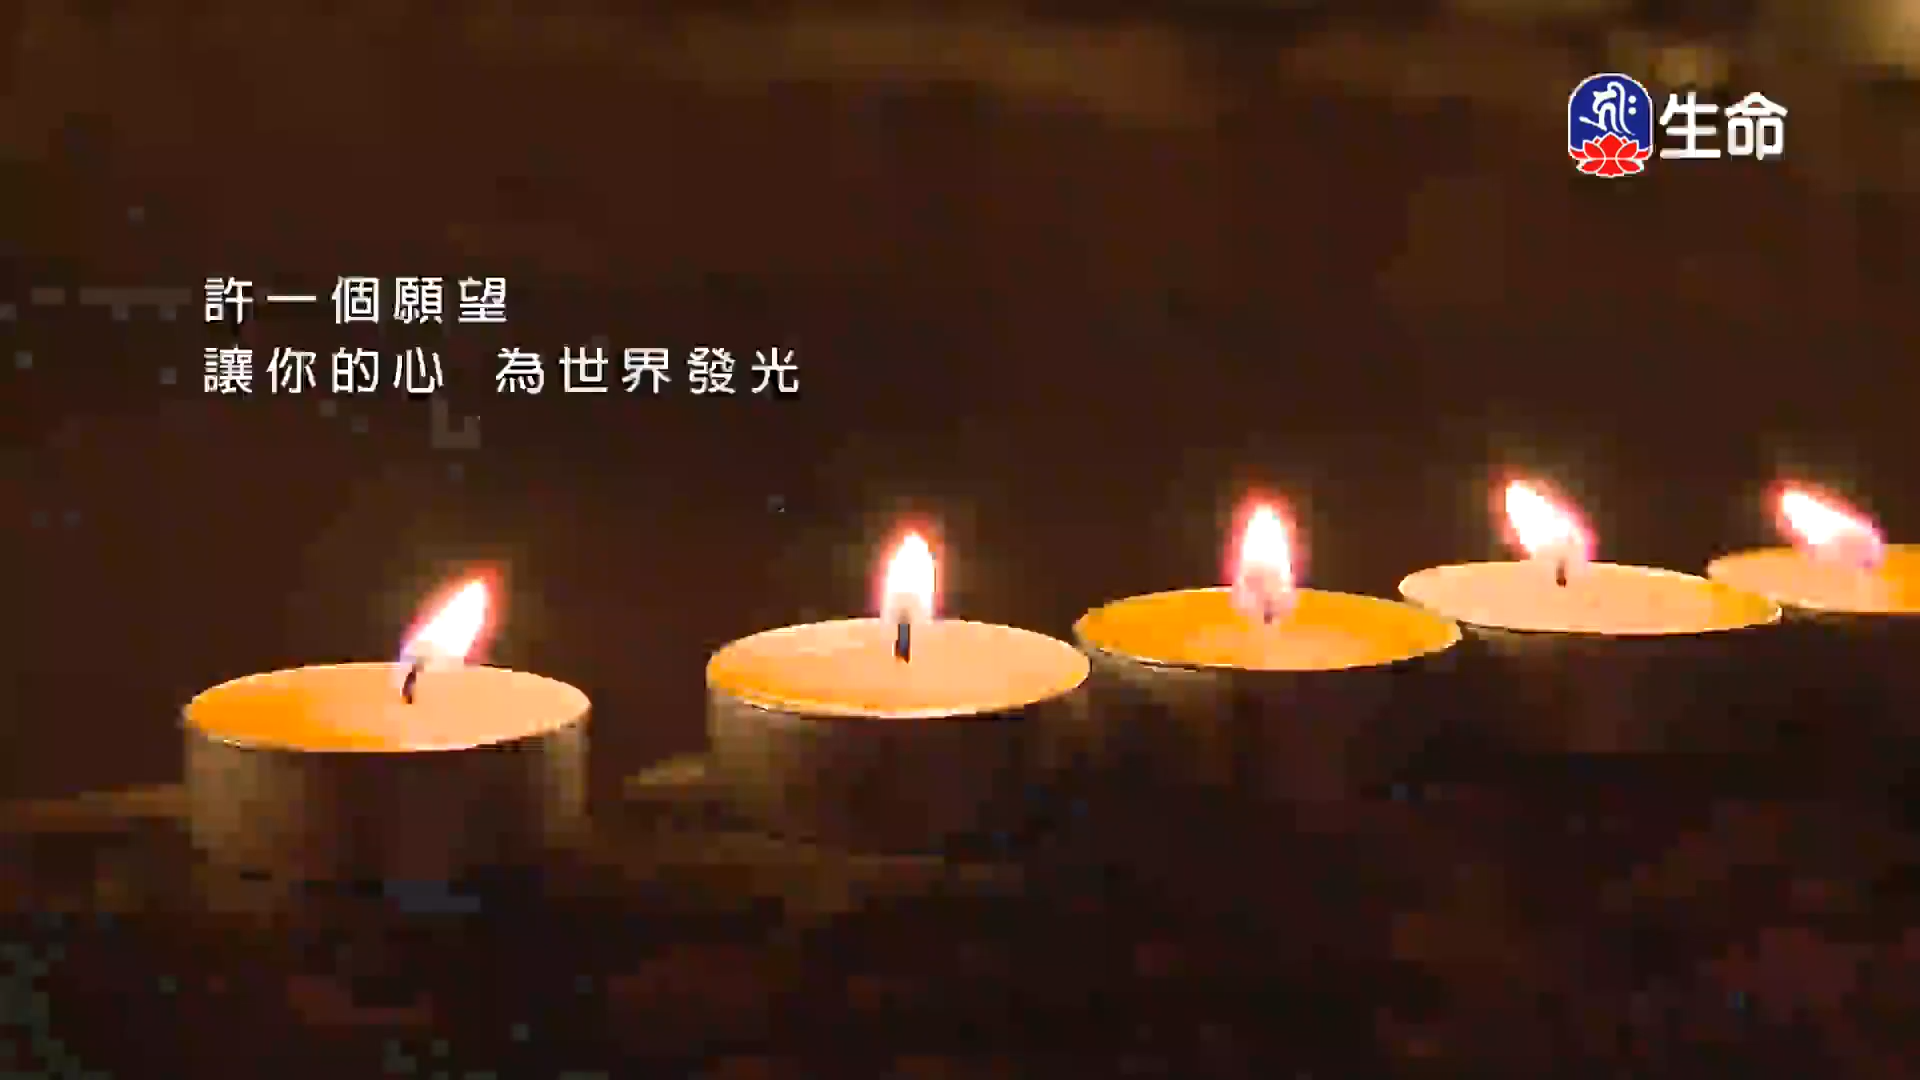 生命
許一個願望
讓你的心 為世界發光